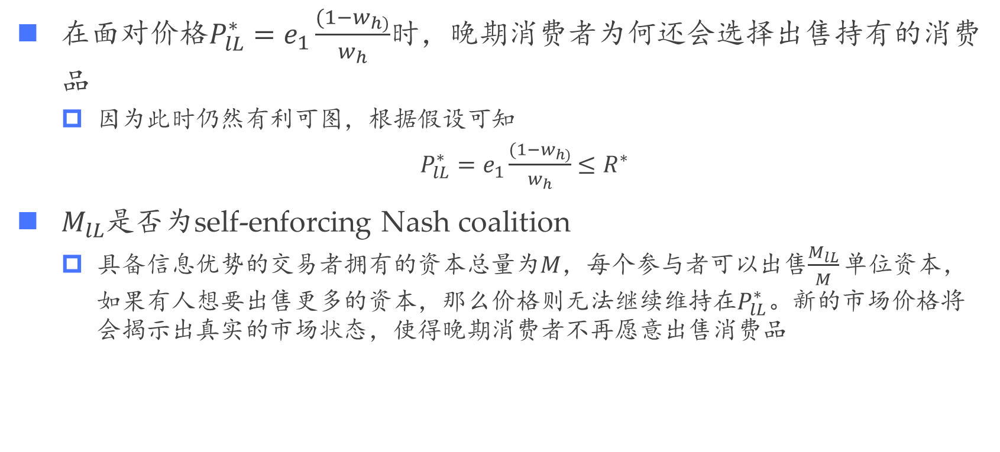 在面对价格$P_{lL}^* = e_1 \frac{(1-w_h)}{w_h}$时，晚期消费者为何还会选择出售持有的消费
品
因为此时仍然有利可图，根据假设可知
$P_{lL}^* = e_1 \frac{(1-w_h)}{w_h} \leq R^*$
$M_{lL}$是否为self-enforcing Nash coalition
具备信息优势的交易者拥有的资本总量为$M$，每个参与者可以出售$\frac{M_{lL}}{M}$单位资本，
如果有人想要出售更多的资本，那么价格则无法继续维持在$P_{lL}^*$。新的市场价格将
会揭示出真实的市场状态，使得晚期消费者不再愿意出售消费品